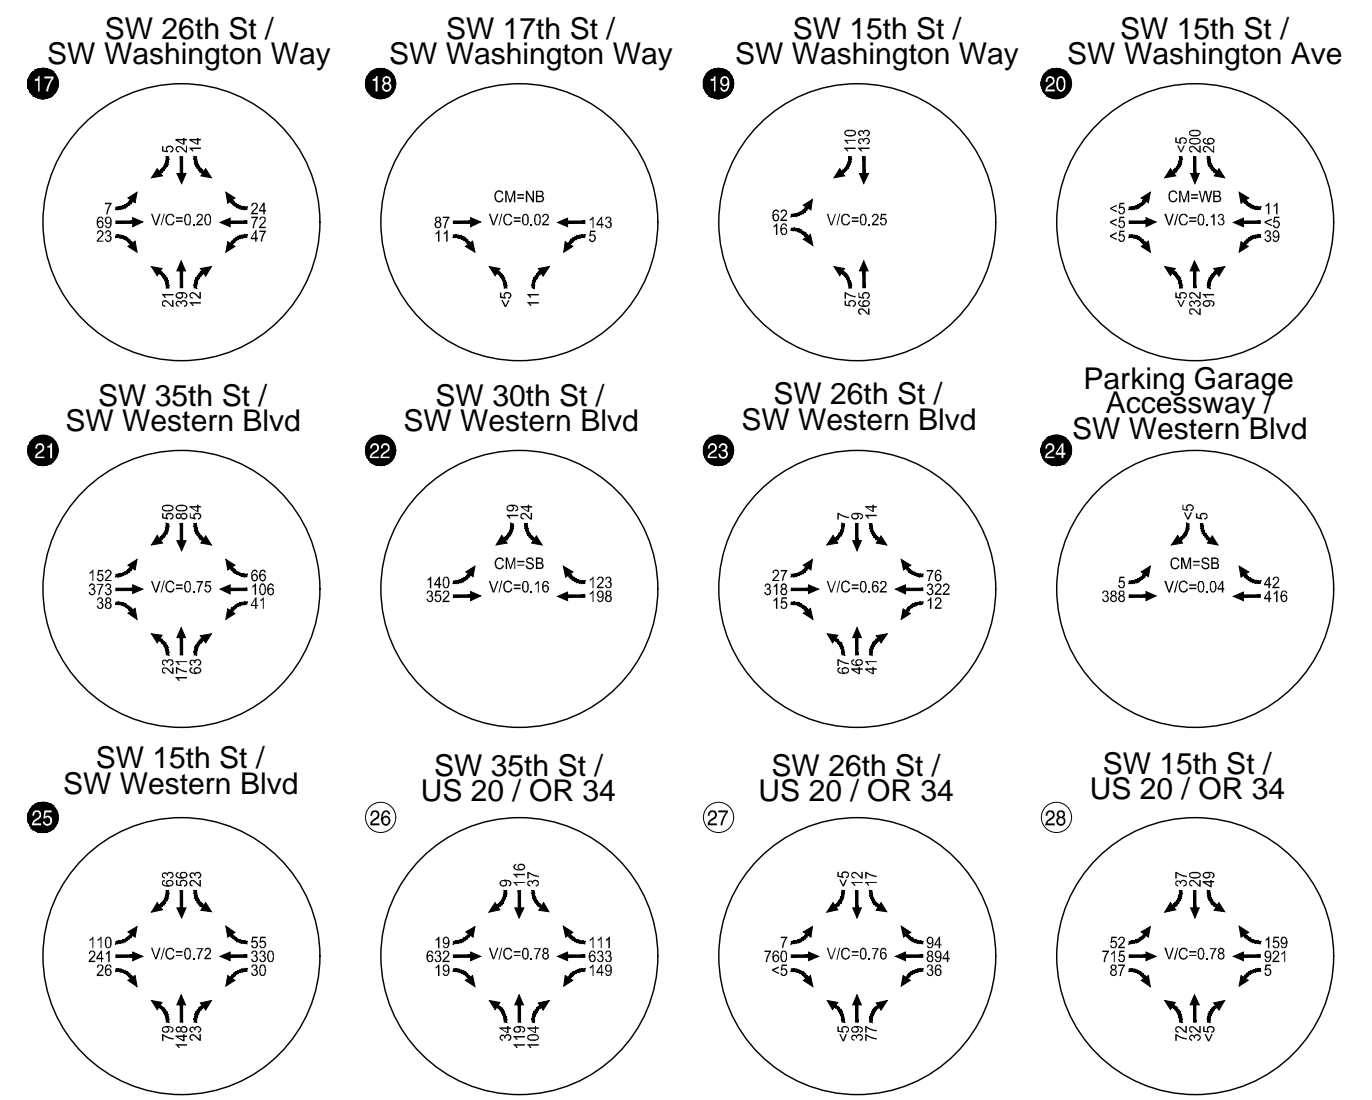 SW 26th St /
SW Washington Way
17
5 24 14
7
69
23
V/C=0.20
24
72
47
21 39 12
SW 17th St /
SW Washington Way
18
CM=NB
87
11
V/C=0.02
143
5
<5 11
SW 15th St /
SW Washington Way
19
110 133
62
16
V/C=0.25
57 265
SW 15th St /
SW Washington Ave
20
<5 200 26
CM=WB
<5
<5
<5
V/C=0.13
11
<5
39
<5 232 91
SW 35th St /
SW Western Blvd
21
50 80 54
152
373
38
V/C=0.75
66
106
41
23 171 63
SW 30th St /
SW Western Blvd
22
19 24
CM=SB
140
352
V/C=0.16
123
198
SW 26th St /
SW Western Blvd
23
7 9 14
27
318
15
V/C=0.62
76
322
12
67 46 41
Parking Garage
Accessway /
SW Western Blvd
24
<5 5
CM=SB
5
388
V/C=0.04
42
416
SW 15th St /
SW Western Blvd
25
63 56 23
110
241
26
V/C=0.72
55
330
30
79 148 23
SW 35th St /
US 20 / OR 34
26
9 116 37
19
632
19
V/C=0.78
111
633
149
34 119 104
SW 26th St /
US 20 / OR 34
27
<5 12 17
7
760
<5
V/C=0.76
94
894
36
<5 39 77
SW 15th St /
US 20 / OR 34
28
37 20 49
52
715
87
V/C=0.78
159
921
5
72 32 <5